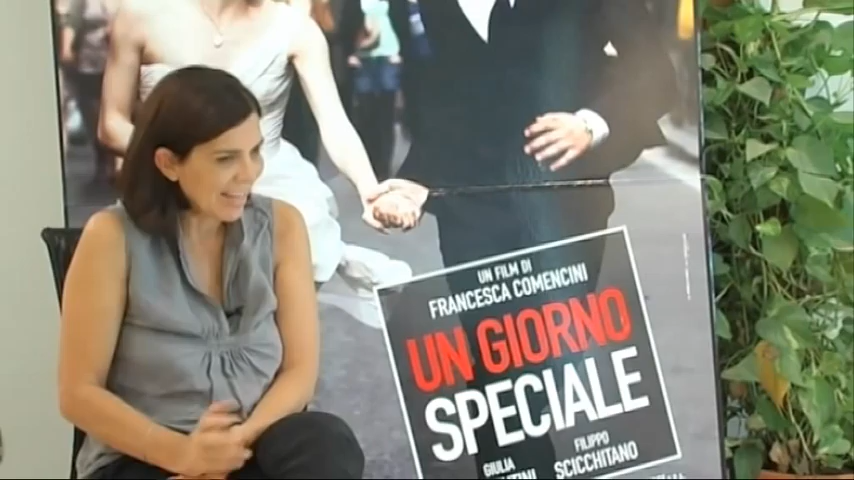 UN FILM DI
FRANCESCA COMENCINI
UN GIORNO
SPECIALE
GIULIA
FILIPPO
SCICCHITANO